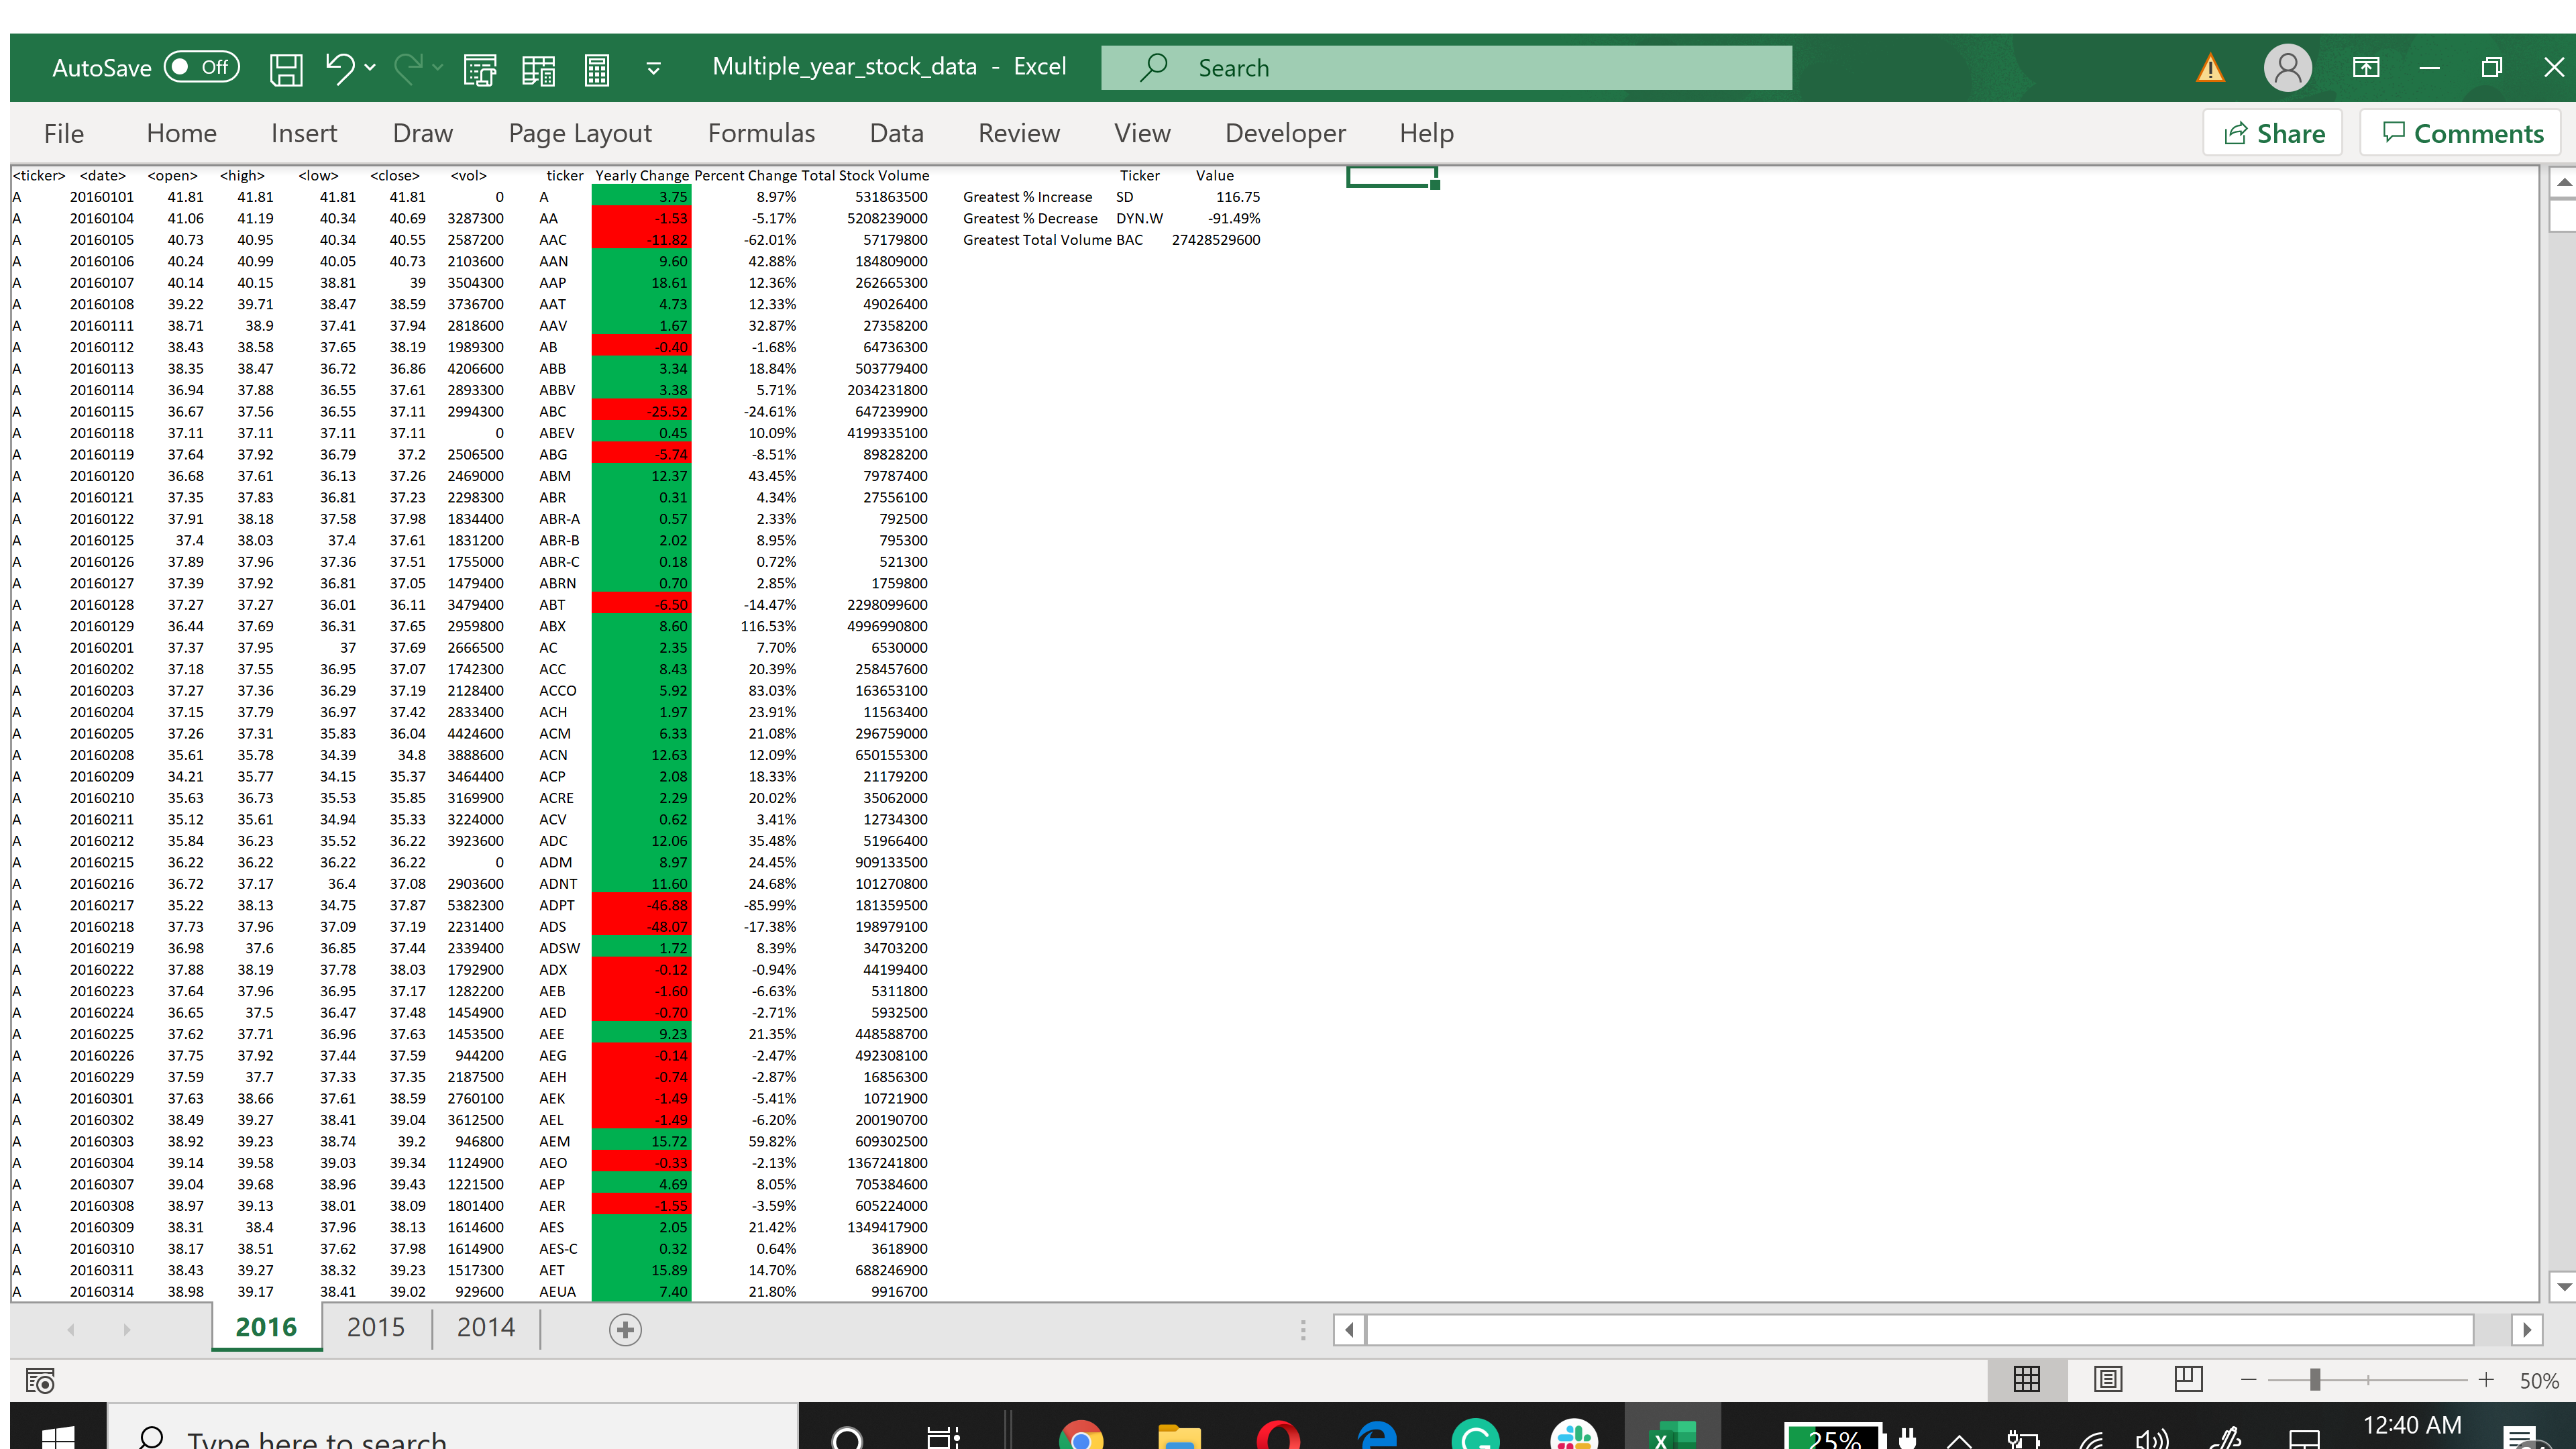 AutoSave Off Multiple_year_stock_data - Excel Search
File Home Insert Draw Page Layout Formulas Data Review View Developer Help Share Comments
<ticker> <date> <open> <high> <low> <close> <vol> ticker Yearly Change Percent Change Total Stock Volume Ticker Value
A 20160101 41.81 41.81 41.81 41.81 0 A 3.75 8.97% 531863500 Greatest % Increase SD 116.75
A 20160104 41.06 41.19 40.34 40.69 3287300 AA -1.53 -5.17% 5208239000 Greatest % Decrease DYN.W -91.49%
A 20160105 40.73 40.95 40.34 40.55 2587200 AAC -11.82 -62.01% 57179800 Greatest Total Volume BAC 27428529600
A 20160106 40.24 40.99 40.05 40.73 2103600 AAN 9.60 42.88% 184809000
A 20160107 40.14 40.15 38.81 39 3504300 AAP 18.61 12.36% 262665300
A 20160108 39.22 39.71 38.47 38.59 3736700 AAT 4.73 12.33% 49026400
A 20160111 38.71 38.9 37.41 37.94 2818600 AAV 1.67 32.87% 27358200
A 20160112 38.43 38.58 37.65 38.19 1989300 AB -0.40 -1.68% 64736300
A 20160113 38.35 38.47 36.72 36.86 4206600 ABB 3.34 18.84% 503779400
A 20160114 36.94 37.88 36.55 37.61 2893300 ABBV 3.38 5.71% 2034231800
A 20160115 36.67 37.56 36.55 37.11 2994300 ABC -25.52 -24.61% 647239900
A 20160118 37.11 37.11 37.11 37.11 0 ABEV 0.45 10.09% 4199335100
A 20160119 37.64 37.92 36.79 37.2 2506500 ABG -5.74 -8.51% 89828200
A 20160120 36.68 37.61 36.13 37.26 2469000 ABM 12.37 43.45% 79787400
A 20160121 37.35 37.83 36.81 37.23 2298300 ABR 0.31 4.34% 27556100
A 20160122 37.91 38.18 37.58 37.98 1834400 ABR-A 0.57 2.33% 792500
A 20160125 37.4 38.03 37.4 37.61 1831200 ABR-B 2.02 8.95% 795300
A 20160126 37.89 37.96 37.36 37.51 1755000 ABR-C 0.18 0.72% 521300
A 20160127 37.39 37.92 36.81 37.05 1479400 ABRN 0.70 2.85% 1759800
A 20160128 37.27 37.27 36.01 36.11 3479400 ABT -6.50 -14.47% 2298099600
A 20160129 36.44 37.69 36.31 37.65 2959800 ABX 8.60 116.53% 4996990800
A 20160201 37.37 37.95 37 37.69 2666500 AC 2.35 7.70% 6530000
A 20160202 37.18 37.55 36.95 37.07 1742300 ACC 8.43 20.39% 258457600
A 20160203 37.27 37.36 36.29 37.19 2128400 ACCO 5.92 83.03% 163653100
A 20160204 37.15 37.79 36.97 37.42 2833400 ACH 1.97 23.91% 11563400
A 20160205 37.26 37.31 35.83 36.04 4424600 ACM 6.33 21.08% 296759000
A 20160208 35.61 35.78 34.39 34.8 3888600 ACN 12.63 12.09% 650155300
A 20160209 34.21 35.77 34.15 35.37 3464400 ACP 2.08 18.33% 21179200
A 20160210 35.63 36.73 35.53 35.85 3169900 ACRE 2.29 20.02% 35062000
A 20160211 35.12 35.61 34.94 35.33 3224000 ACV 0.62 3.41% 12734300
A 20160212 35.84 36.23 35.52 36.22 3923600 ADC 12.06 35.48% 51966400
A 20160215 36.22 36.22 36.22 36.22 0 ADM 8.97 24.45% 909133500
A 20160216 36.72 37.17 36.4 37.08 2903600 ADNT 11.60 24.68% 101270800
A 20160217 35.22 38.13 34.75 37.87 5382300 ADPT -46.88 -85.99% 181359500
A 20160218 37.73 37.96 37.09 37.19 2231400 ADS -48.07 -17.38% 198979100
A 20160219 36.98 37.6 36.85 37.44 2339400 ADSW 1.72 8.39% 34703200
A 20160222 37.88 38.19 37.78 38.03 1792900 ADX -0.12 -0.94% 44199400
A 20160223 37.64 37.96 36.95 37.17 1282200 AEB -1.60 -6.63% 5311800
A 20160224 36.65 37.5 36.47 37.48 1454900 AED -0.70 -2.71% 5932500
A 20160225 37.62 37.71 36.96 37.63 1453500 AEE 9.23 21.35% 448588700
A 20160226 37.75 37.92 37.44 37.59 944200 AEG -0.14 -2.47% 492308100
A 20160229 37.59 37.7 37.33 37.35 2187500 AEH -0.74 -2.87% 16856300
A 20160301 37.63 38.66 37.61 38.59 2760100 AEK -1.49 -5.41% 10721900
A 20160302 38.49 39.27 38.41 39.04 3612500 AEL -1.49 -6.20% 200190700
A 20160303 38.92 39.23 38.74 39.2 946800 AEM 15.72 59.82% 609302500
A 20160304 39.14 39.58 39.03 39.34 1124900 AEO -0.33 -2.13% 1367241800
A 20160307 39.04 39.68 38.96 39.43 1221500 AEP 4.69 8.05% 705384600
A 20160308 38.97 39.13 38.01 38.09 1801400 AER -1.55 -3.59% 605224000
A 20160309 38.31 38.4 37.96 38.13 1614600 AES 2.05 21.42% 1349417900
A 20160310 38.17 38.51 37.62 37.98 1614900 AES-C 0.32 0.64% 3618900
A 20160311 38.43 39.27 38.32 39.23 1517300 AET 15.89 14.70% 688246900
A 20160314 38.98 39.17 38.41 39.02 929600 AEUA 7.40 21.80% 9916700
2016 2015 2014
50%
Type here to search 25% 12:40 AM